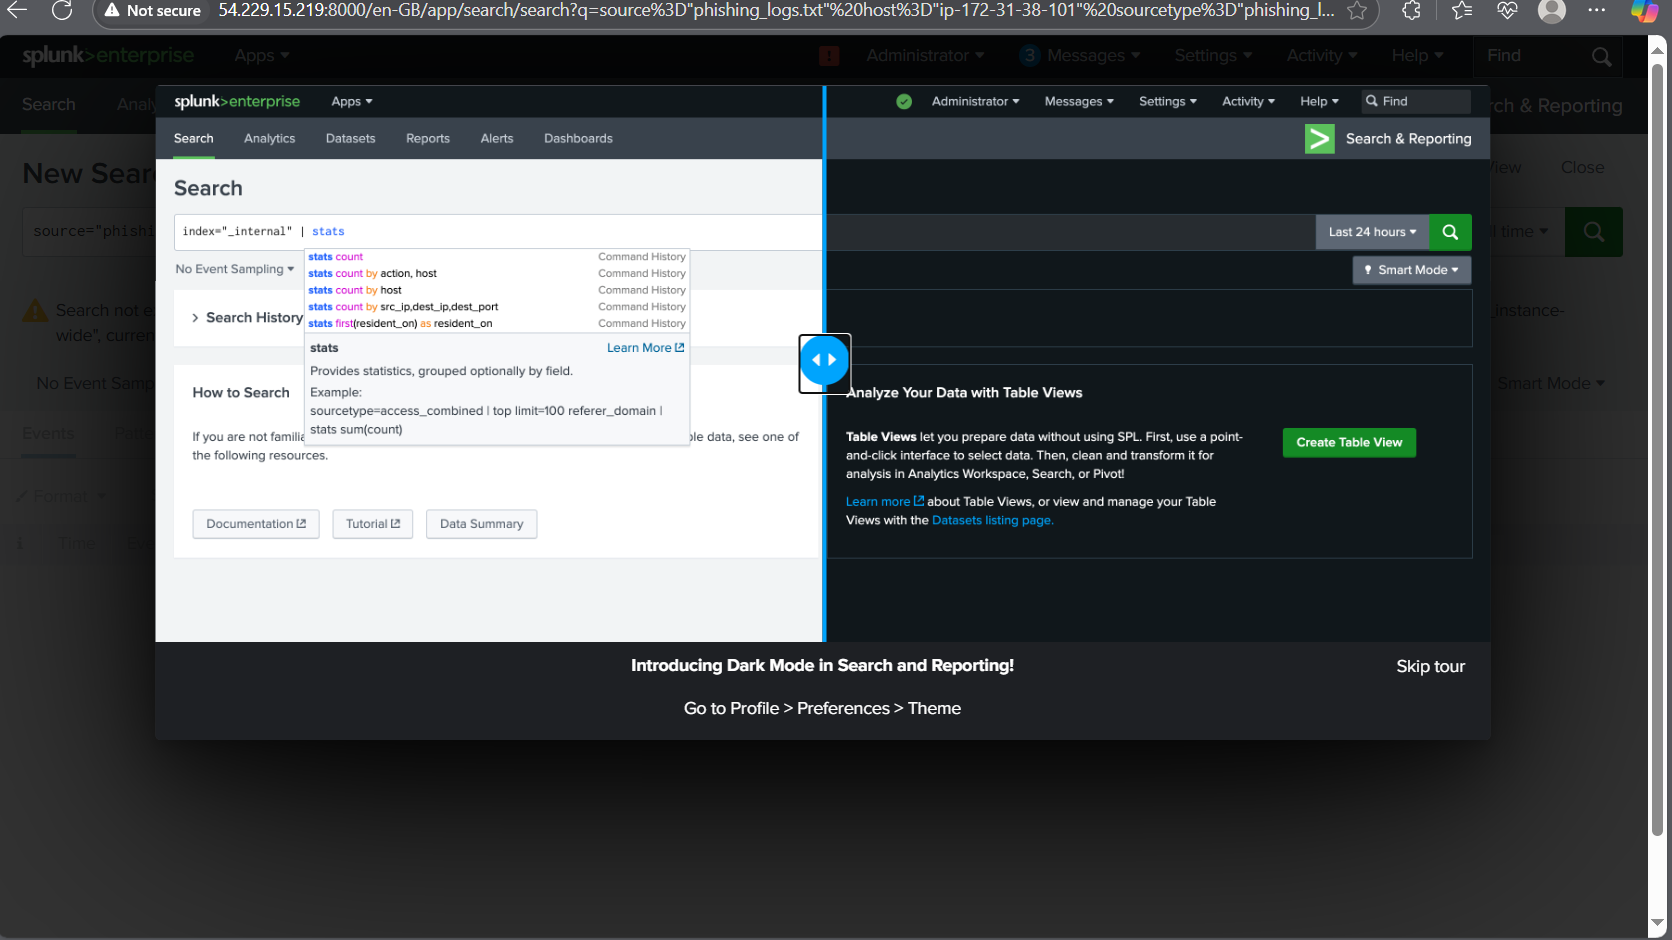 Not secure 54.229.15.219:8000/en-GB/app/search/search?q=source%3D"phishing_logs.txt"%20host%3D"ip-172-31-38-101"%20sourcetype%3D"phishing_l...
splunk>enterprise Apps ! Administrator 3 Messages Settings Activity Help Find
Search
splunk>enterprise Apps Administrator Messages Settings Activity Help Find
Search Analytics Datasets Reports Alerts Dashboards Search & Reporting
New Sear
View Close
Search
source="phishi
index="_internal" | stats Last 24 hours
time
stats count Command History
No Event Sampling
stats count by action, host Command History
Smart Mode
stats count by host Command History
stats count by src_ip,dest_ip,dest_port Command History
Search not e
_instance-
Search History
stats first(resident_on) as resident_on Command History
wide", curren
stats Learn More
Provides statistics, grouped optionally by field.
No Event Samp
Smart Mode
How to Search
Example:
Analyze Your Data with Table Views
sourcetype=access_combined | top limit=100 referer_domain |
stats sum(count)
Events
If you are not familia ble data, see one of
the following resources.
Table Views let you prepare data without using SPL. First, use a point-
and-click interface to select data. Then, clean and transform it for
analysis in Analytics Workspace, Search, or Pivot!
Create Table View
Format
Learn more about Table Views, or view and manage your Table
Views with the Datasets listing page.
Documentation Tutorial Data Summary
i Time
Introducing Dark Mode in Search and Reporting!
Skip tour
Go to Profile > Preferences > Theme